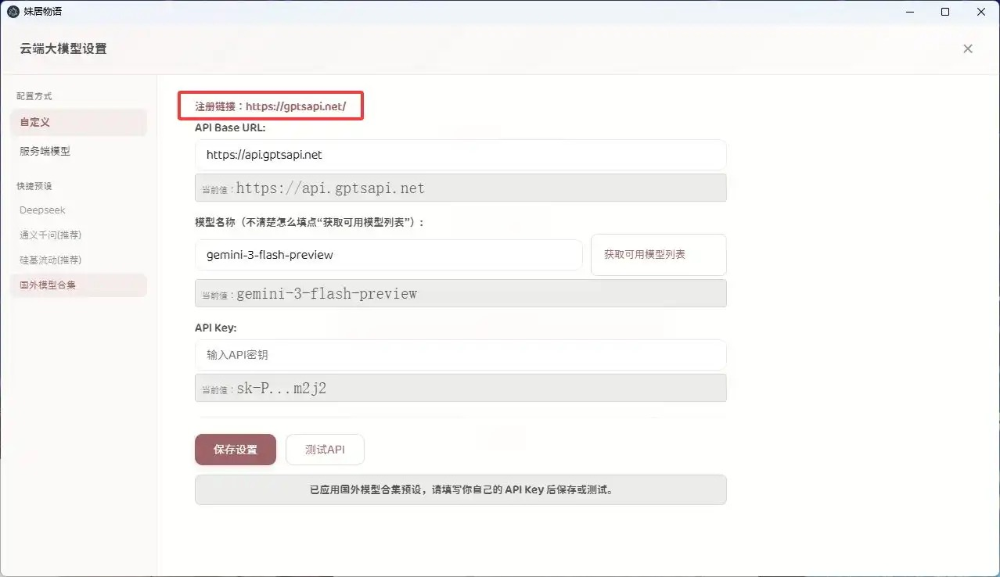 妹居物语
云端大模型设置
配置方式
自定义
服务端模型
快捷预设
Deepseek
通义千问(推荐)
硅基流动(推荐)
国外模型合集
注册链接：https://gptsapi.net/
API Base URL:
https://api.gptsapi.net
当前值：https://api.gptsapi.net
模型名称（不清楚怎么填点“获取可用模型列表”）:
gemini-3-flash-preview
获取可用模型列表
当前值：gemini-3-flash-preview
API Key:
输入API密钥
当前值：sk-P...m2j2
保存设置
测试API
已应用国外模型合集预设，请填写你自己的 API Key 后保存或测试。